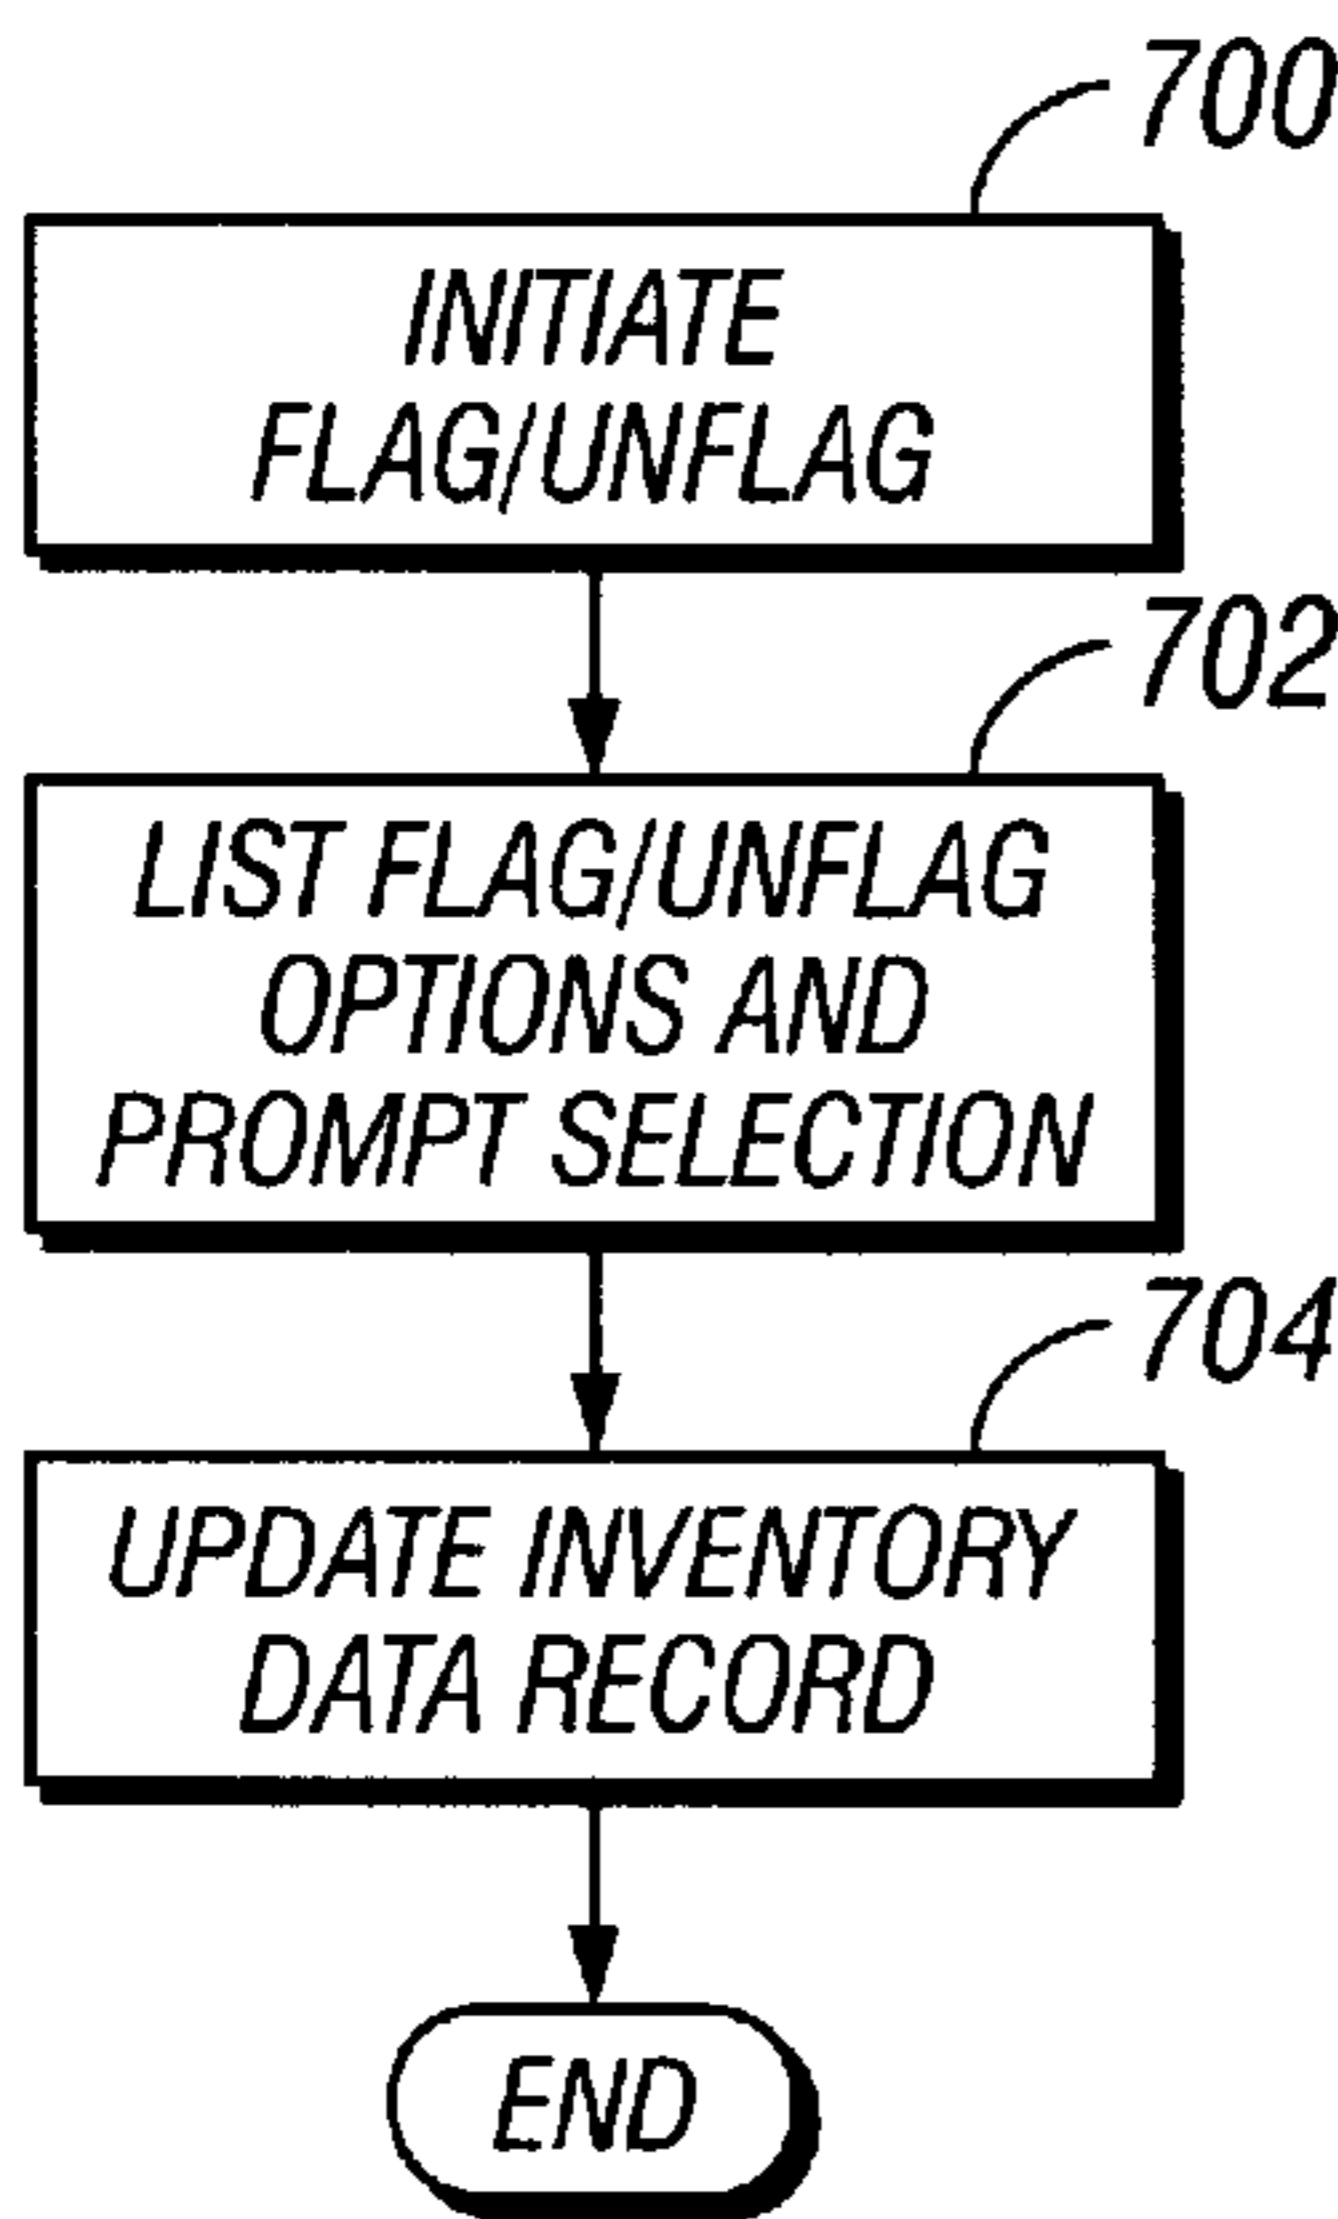 700
INITIATE
FLAG/UNFLAG
702
LIST FLAG/UNFLAG
OPTIONS AND
PROMPT SELECTION
704
UPDATE INVENTORY
DATA RECORD
END